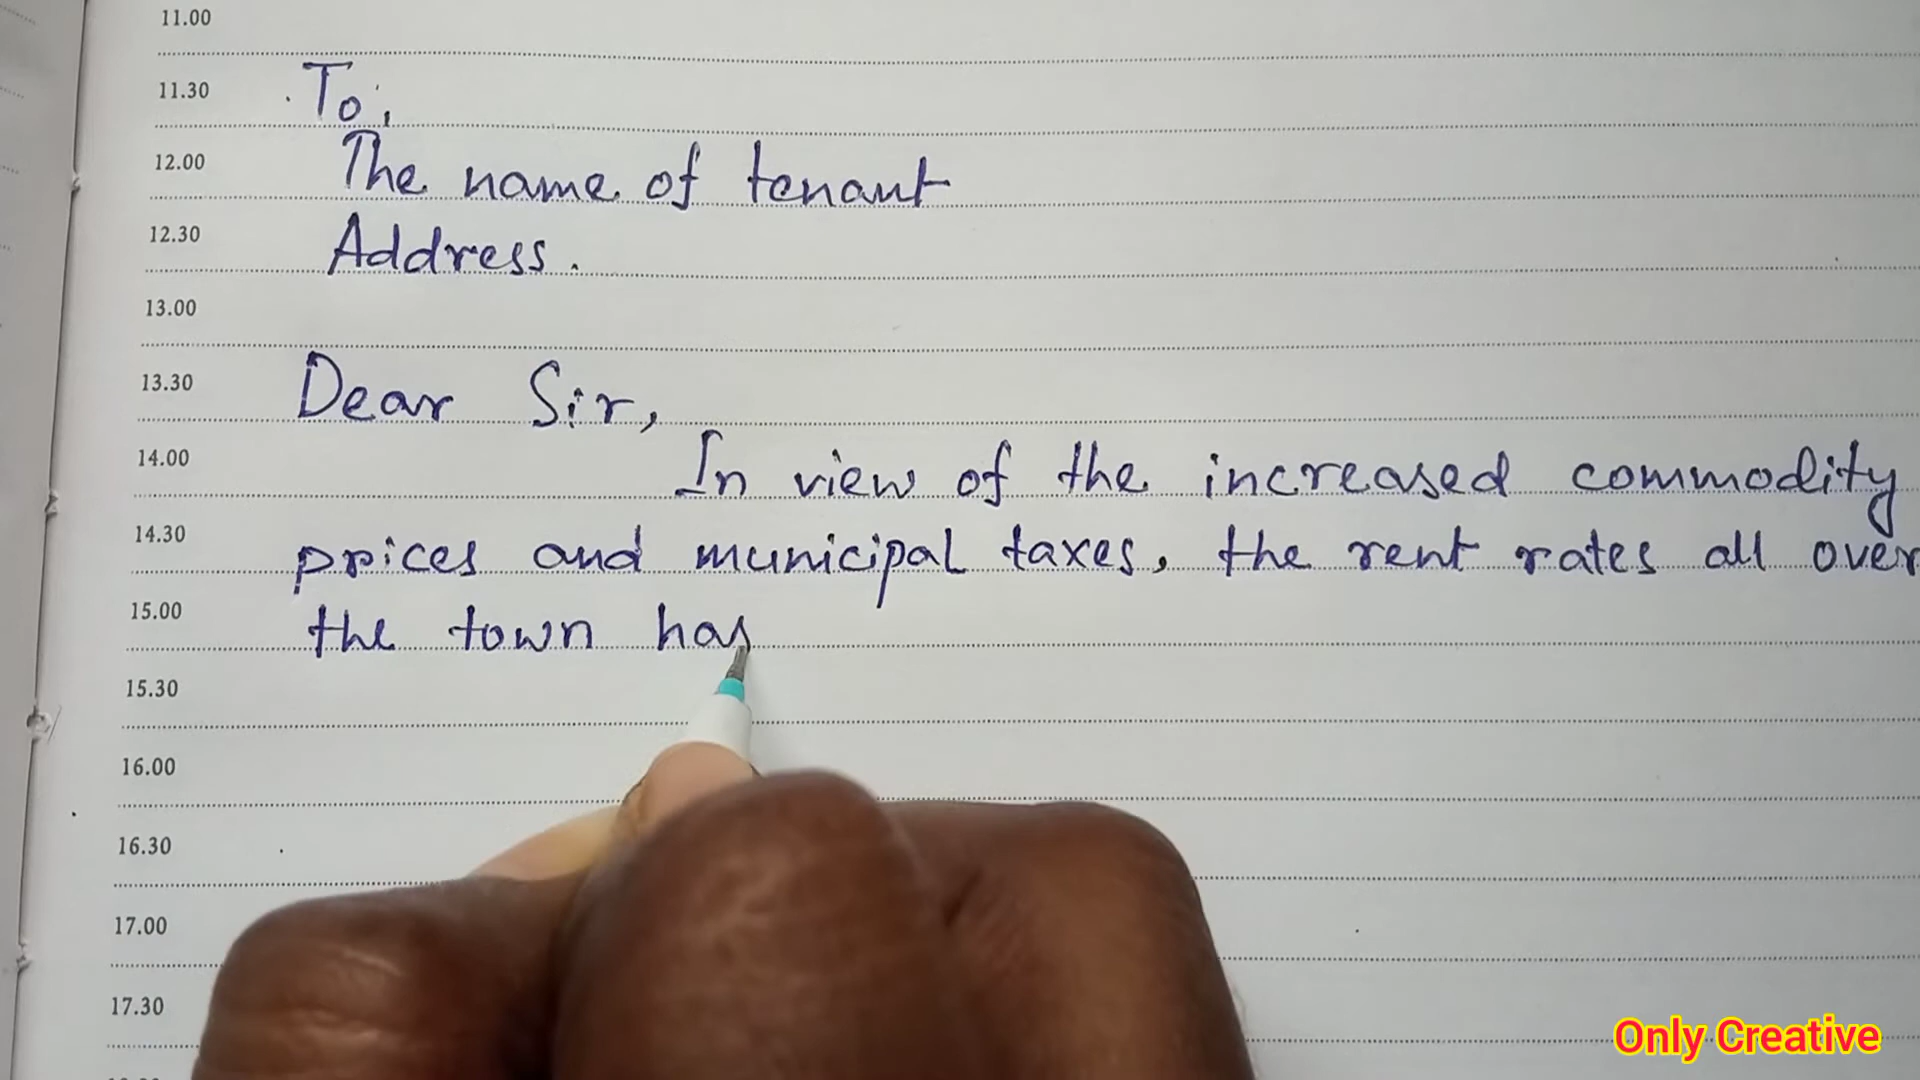 11.00
11.30 To,
12.00 The name of tenant
12.30 Address.
13.00
13.30 Dear Sir,
14.00 In view of the increased commodity
14.30 prices and municipal taxes, the rent rates all over
15.00 the town has
15.30
16.00
16.30
17.00
17.30
Only Creative